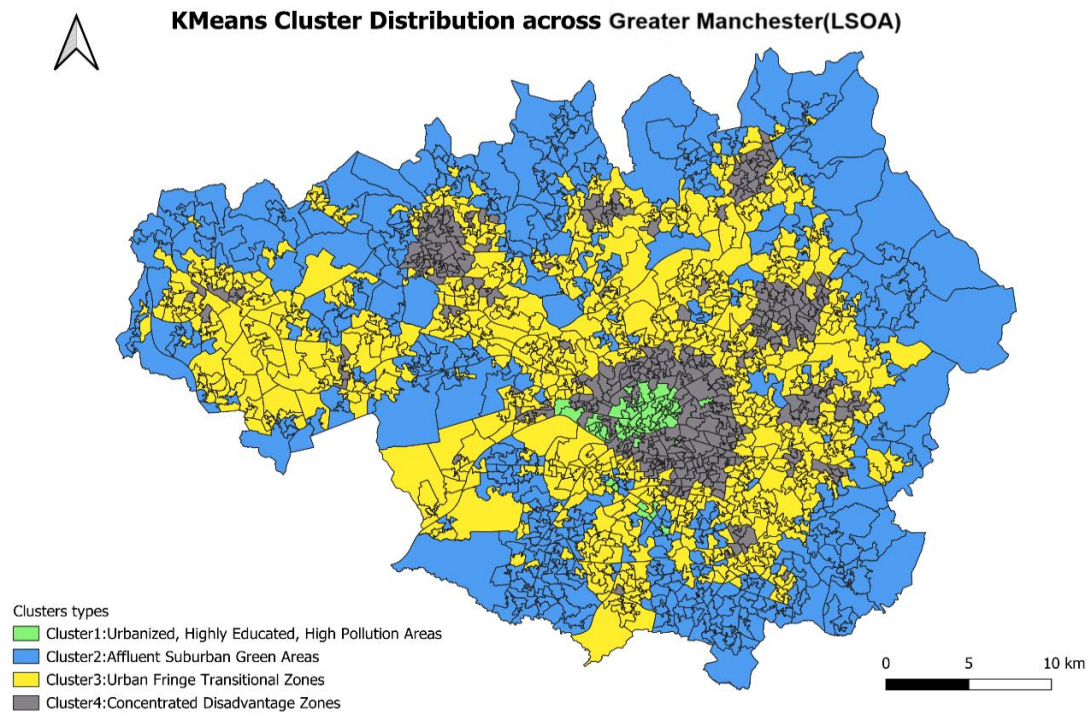 KMeans Cluster Distribution across Greater Manchester(LSOA)
Clusters types
Cluster1:Urbanized, Highly Educated, High Pollution Areas
Cluster2:Affluent Suburban Green Areas
Cluster3:Urban Fringe Transitional Zones
Cluster4:Concentrated Disadvantage Zones
0 5 10 km